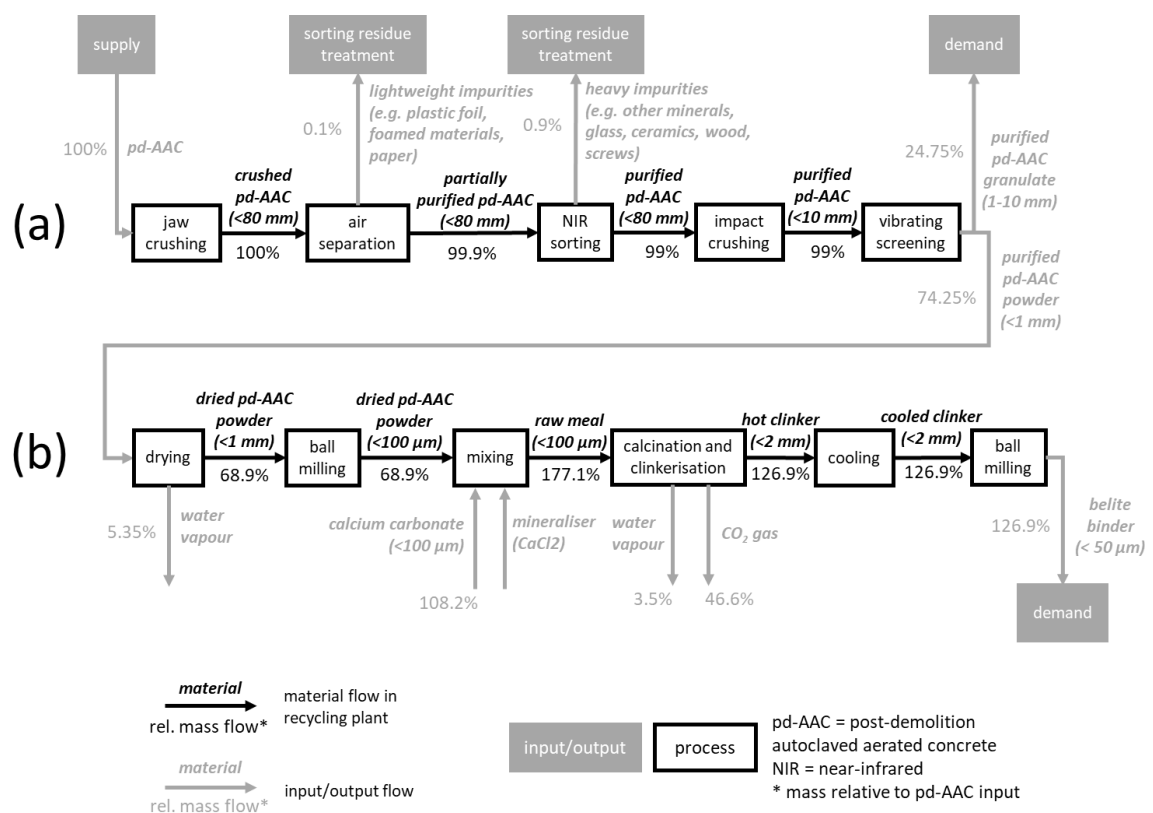 supply
sorting residue
treatment
sorting residue
treatment
demand
100%
pd-AAC
0.1%
lightweight impurities
(e.g. plastic foil,
foamed materials,
paper)
0.9%
heavy impurities
(e.g. other minerals,
glass, ceramics, wood,
screws)
24.75%
purified
pd-AAC
granulate
(1-10 mm)
(a)
jaw
crushing
crushed
pd-AAC
(<80 mm)
100%
air
separation
partially
purified pd-AAC
(<80 mm)
99.9%
NIR
sorting
purified
pd-AAC
(<80 mm)
99%
impact
crushing
purified
pd-AAC
(<10 mm)
99%
vibrating
screening
74.25%
purified
pd-AAC
powder
(<1 mm)
(b)
drying
dried pd-AAC
powder
(<1 mm)
68.9%
ball
milling
dried pd-AAC
powder
(<100 µm)
68.9%
mixing
raw meal
(<100 µm)
177.1%
calcination and
clinkerisation
hot clinker
(<2 mm)
126.9%
cooling
cooled clinker
(<2 mm)
126.9%
ball
milling
5.35%
water
vapour
calcium carbonate
(<100 µm)
108.2%
mineraliser
(CaCl2)
water
vapour
3.5%
CO₂ gas
46.6%
126.9%
belite
binder
(< 50 µm)
demand
material
rel. mass flow*
material flow in
recycling plant
material
rel. mass flow*
input/output flow
input/output
process
pd-AAC = post-demolition
autoclaved aerated concrete
NIR = near-infrared
* mass relative to pd-AAC input